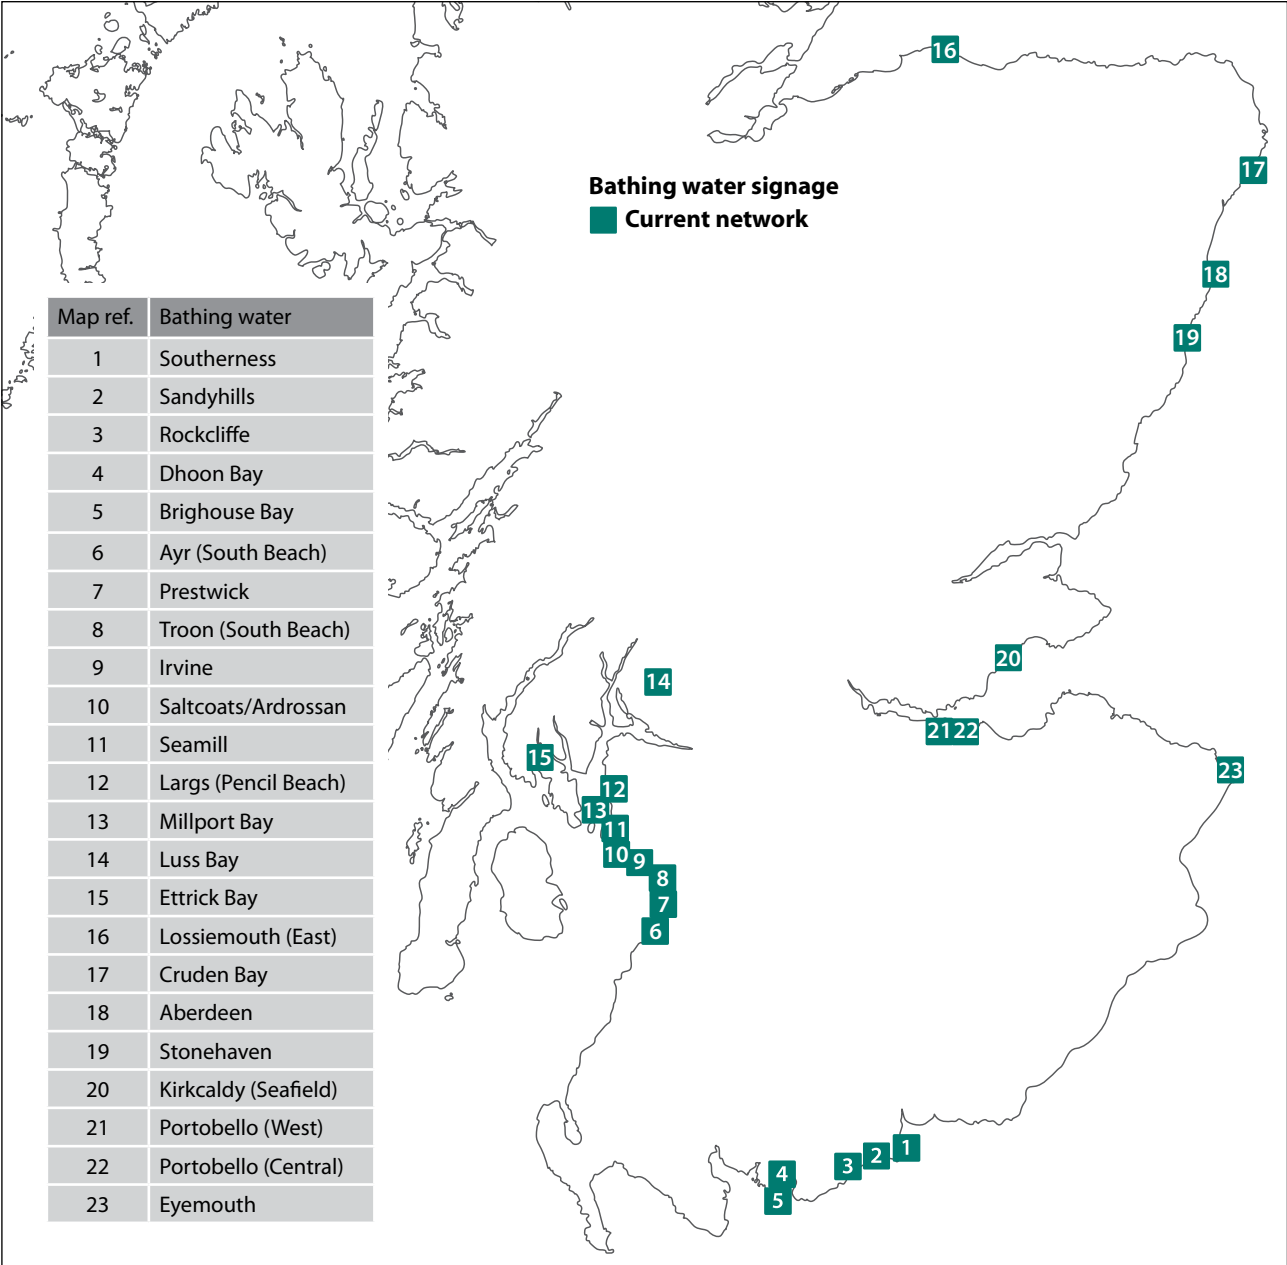 16
17
Bathing water signage
Current network
18
19
Map ref. Bathing water
1 Southerness
2 Sandyhills
3 Rockcliffe
4 Dhoon Bay
5 Brighouse Bay
6 Ayr (South Beach)
7 Prestwick
8 Troon (South Beach)
9 Irvine
10 Saltcoats/Ardrossan
11 Seamill
12 Largs (Pencil Beach)
13 Millport Bay
14 Luss Bay
15 Ettrick Bay
16 Lossiemouth (East)
17 Cruden Bay
18 Aberdeen
19 Stonehaven
20 Kirkcaldy (Seafield)
21 Portobello (West)
22 Portobello (Central)
23 Eyemouth
20
14
21 22
15
23
12
13
11
10
9
8
7
6
1
2
3
4
5